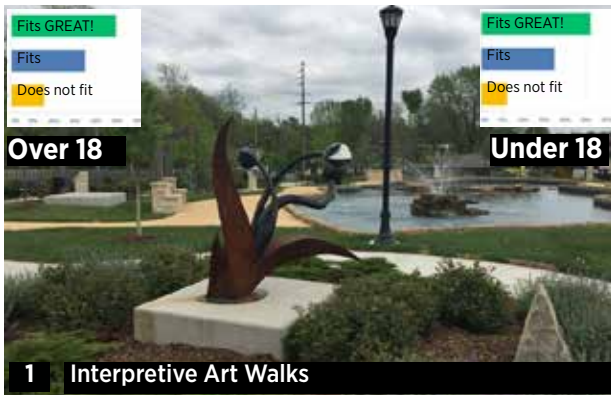 Fits GREAT!
Fits
Does not fit
Over 18
Fits GREAT!
Fits
Does not fit
Under 18
1 Interpretive Art Walks